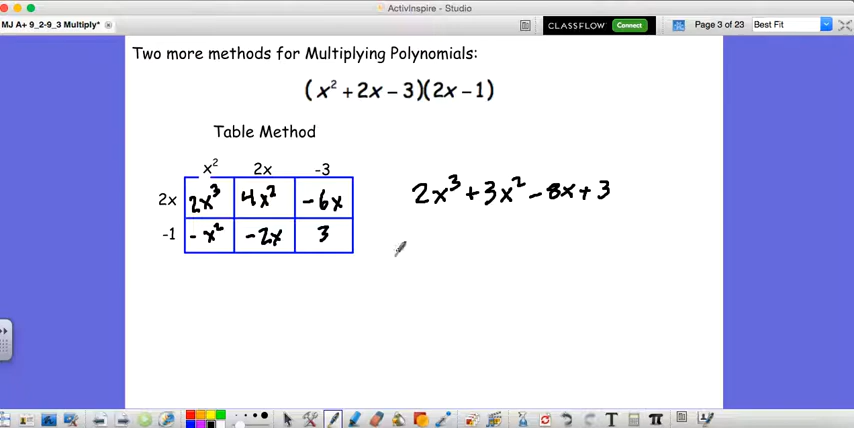 ActivInspire - Studio
MJ A+ 9_2-9_3 Multiply*
CLASSFLOW Connect
Page 3 of 23
Best Fit
Two more methods for Multiplying Polynomials:
(x² + 2x − 3)(2x − 1)
Table Method
x² 2x -3
2x 2x³ 4x² -6x
-1 -x² -2x 3
2x³ + 3x² - 8x + 3